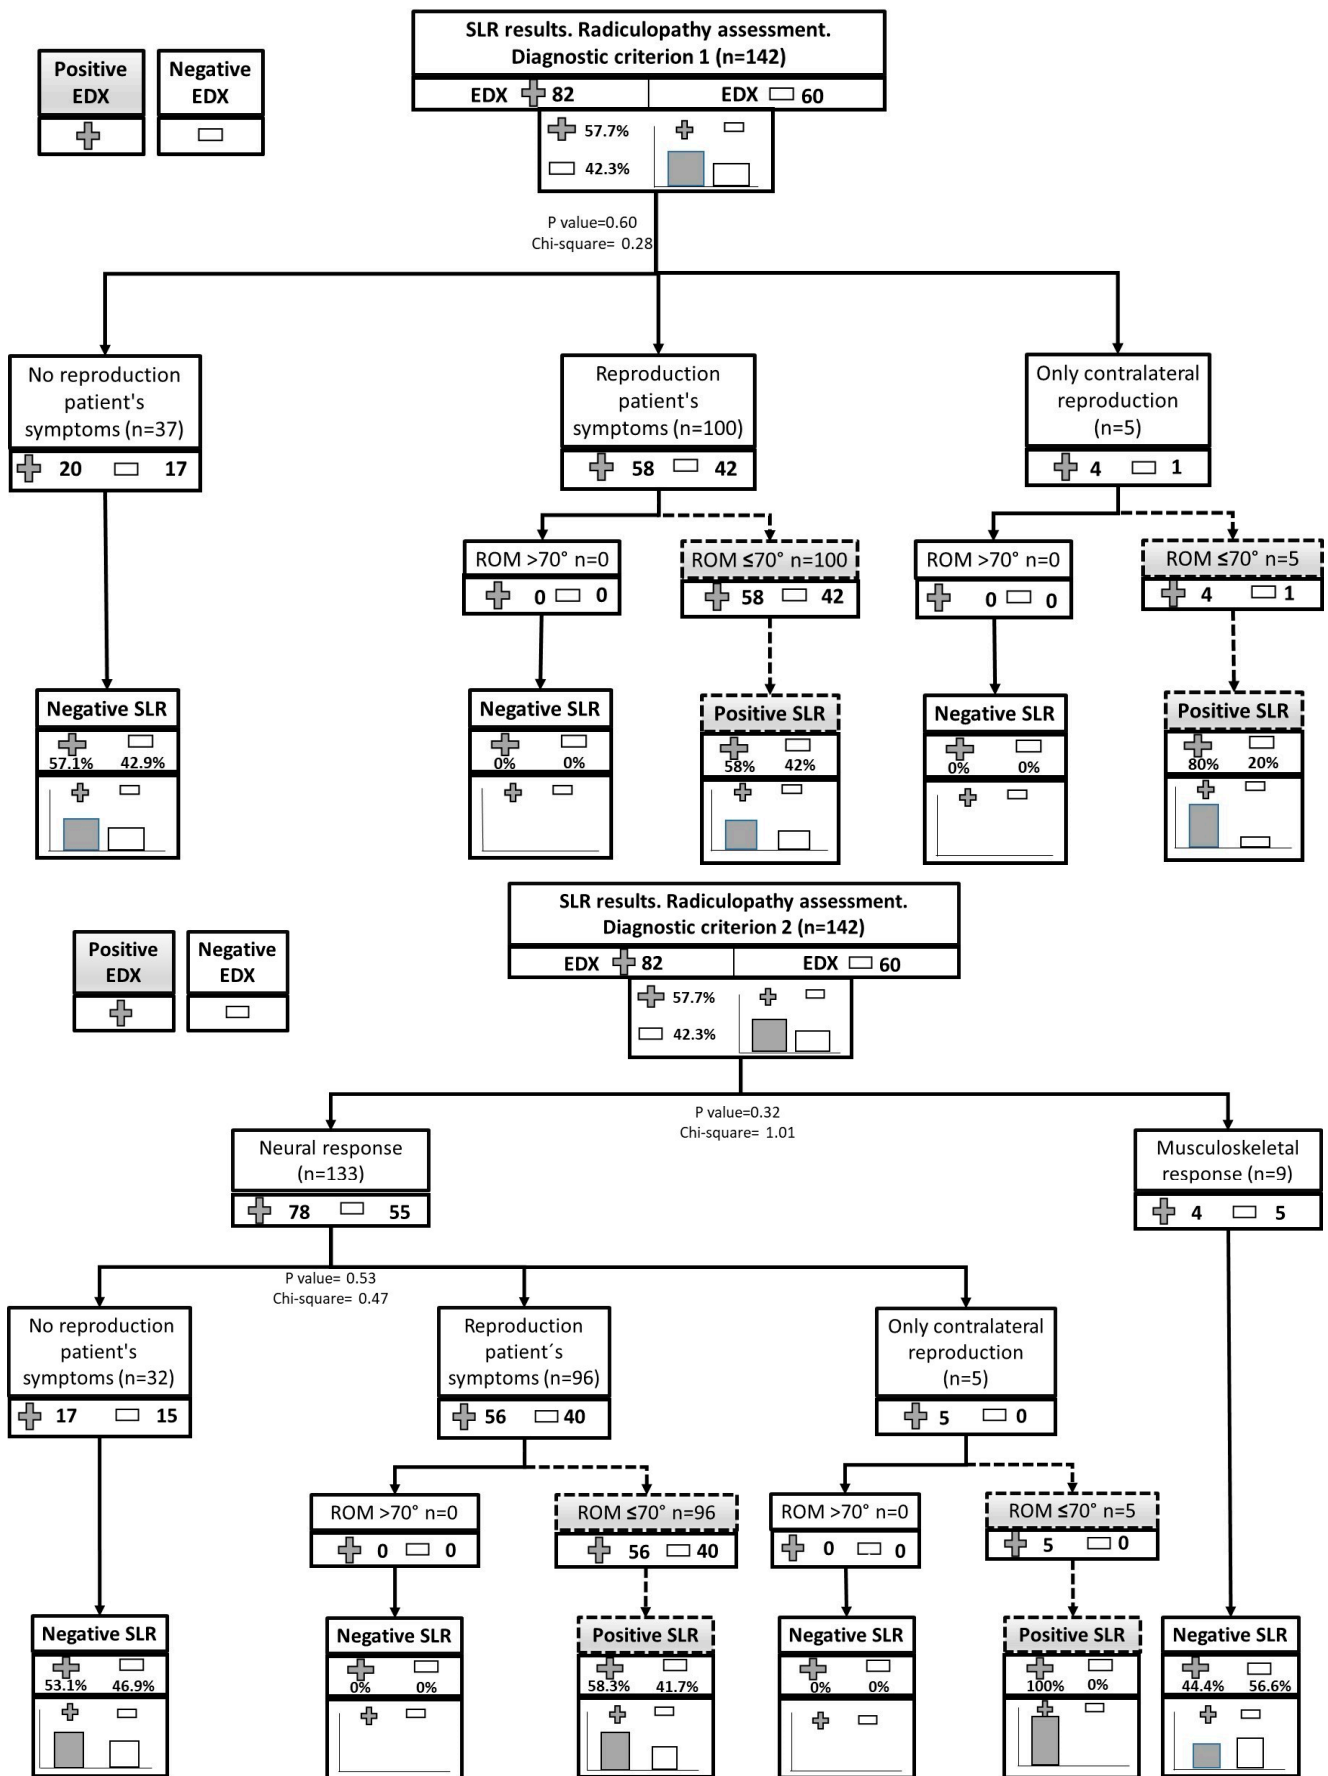 SLR results. Radiculopathy assessment.
Diagnostic criterion 1 (n=142)
EDX 82 EDX 60
Positive EDX
Negative EDX
57.7%
42.3%
P value=0.60
Chi-square= 0.28
No reproduction
patient's
symptoms (n=37)
20 17
Reproduction
patient's
symptoms (n=100)
58 42
Only contralateral
reproduction
(n=5)
4 1
ROM >70° n=0
0 0
ROM ≤70° n=100
58 42
ROM >70° n=0
0 0
ROM ≤70° n=5
4 1
Negative SLR
57.1% 42.9%
Negative SLR
0% 0%
Positive SLR
58% 42%
Negative SLR
0% 0%
Positive SLR
80% 20%
SLR results. Radiculopathy assessment.
Diagnostic criterion 2 (n=142)
EDX 82 EDX 60
Positive EDX
Negative EDX
57.7%
42.3%
P value=0.32
Chi-square= 1.01
Neural response
(n=133)
78 55
Musculoskeletal
response (n=9)
4 5
P value= 0.53
Chi-square= 0.47
No reproduction
patient's
symptoms (n=32)
17 15
Reproduction
patient´s
symptoms (n=96)
56 40
Only contralateral
reproduction
(n=5)
5 0
ROM >70° n=0
0 0
ROM ≤70° n=96
56 40
ROM >70° n=0
0 0
ROM ≤70° n=5
5 0
Negative SLR
53.1% 46.9%
Negative SLR
0% 0%
Positive SLR
58.3% 41.7%
Negative SLR
0% 0%
Positive SLR
100% 0%
Negative SLR
44.4% 56.6%